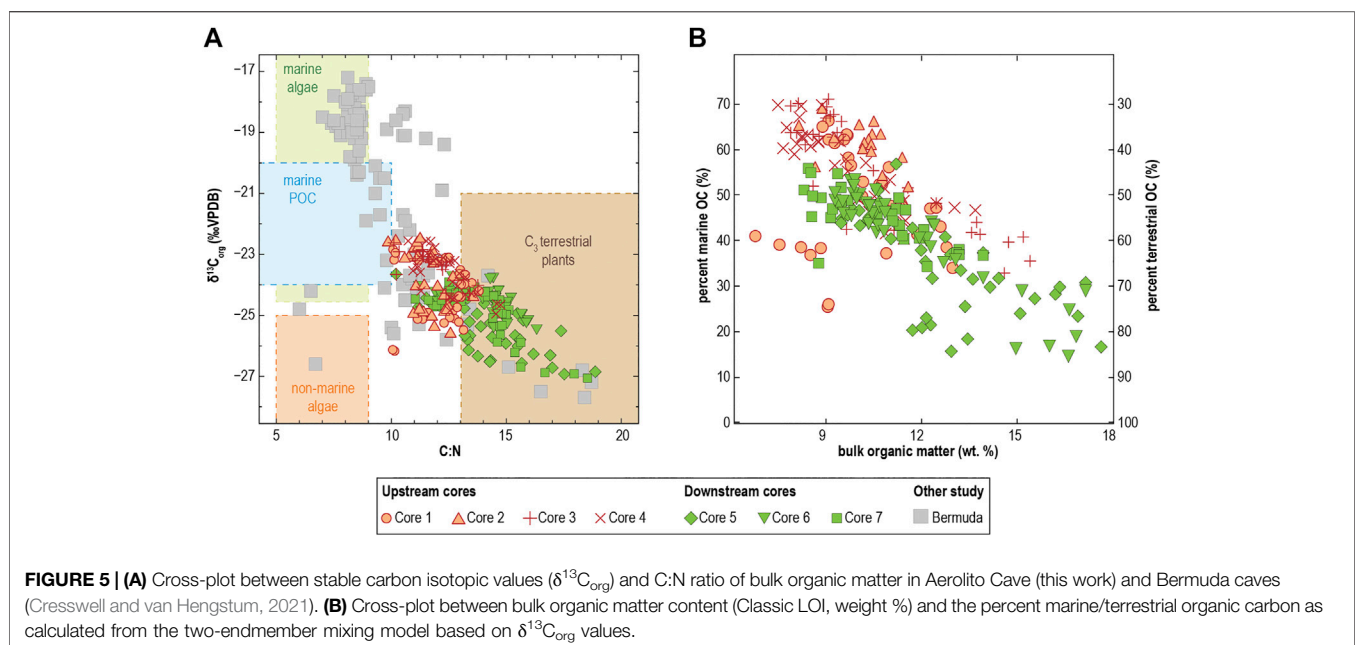 A
B
−17
−19
−21
−23
−25
−27
δ¹³C_org (‰VPDB)
marine
algae
marine
POC
non-marine
algae
C₃ terrestrial
plants
5
10
15
20
C:N
70
60
50
40
30
20
10
0
percent marine OC (%)
30
40
50
60
70
80
90
100
percent terrestrial OC (%)
9
12
15
18
bulk organic matter (wt. %)
Upstream cores Downstream cores Other study
Core 1 Core 2 Core 3 Core 4 Core 5 Core 6 Core 7 Bermuda
FIGURE 5 | (A) Cross-plot between stable carbon isotopic values (δ¹³C_org) and C:N ratio of bulk organic matter in Aerolito Cave (this work) and Bermuda caves
(Cresswell and van Hengstum, 2021). (B) Cross-plot between bulk organic matter content (Classic LOI, weight %) and the percent marine/terrestrial organic carbon as
calculated from the two-endmember mixing model based on δ¹³C_org values.